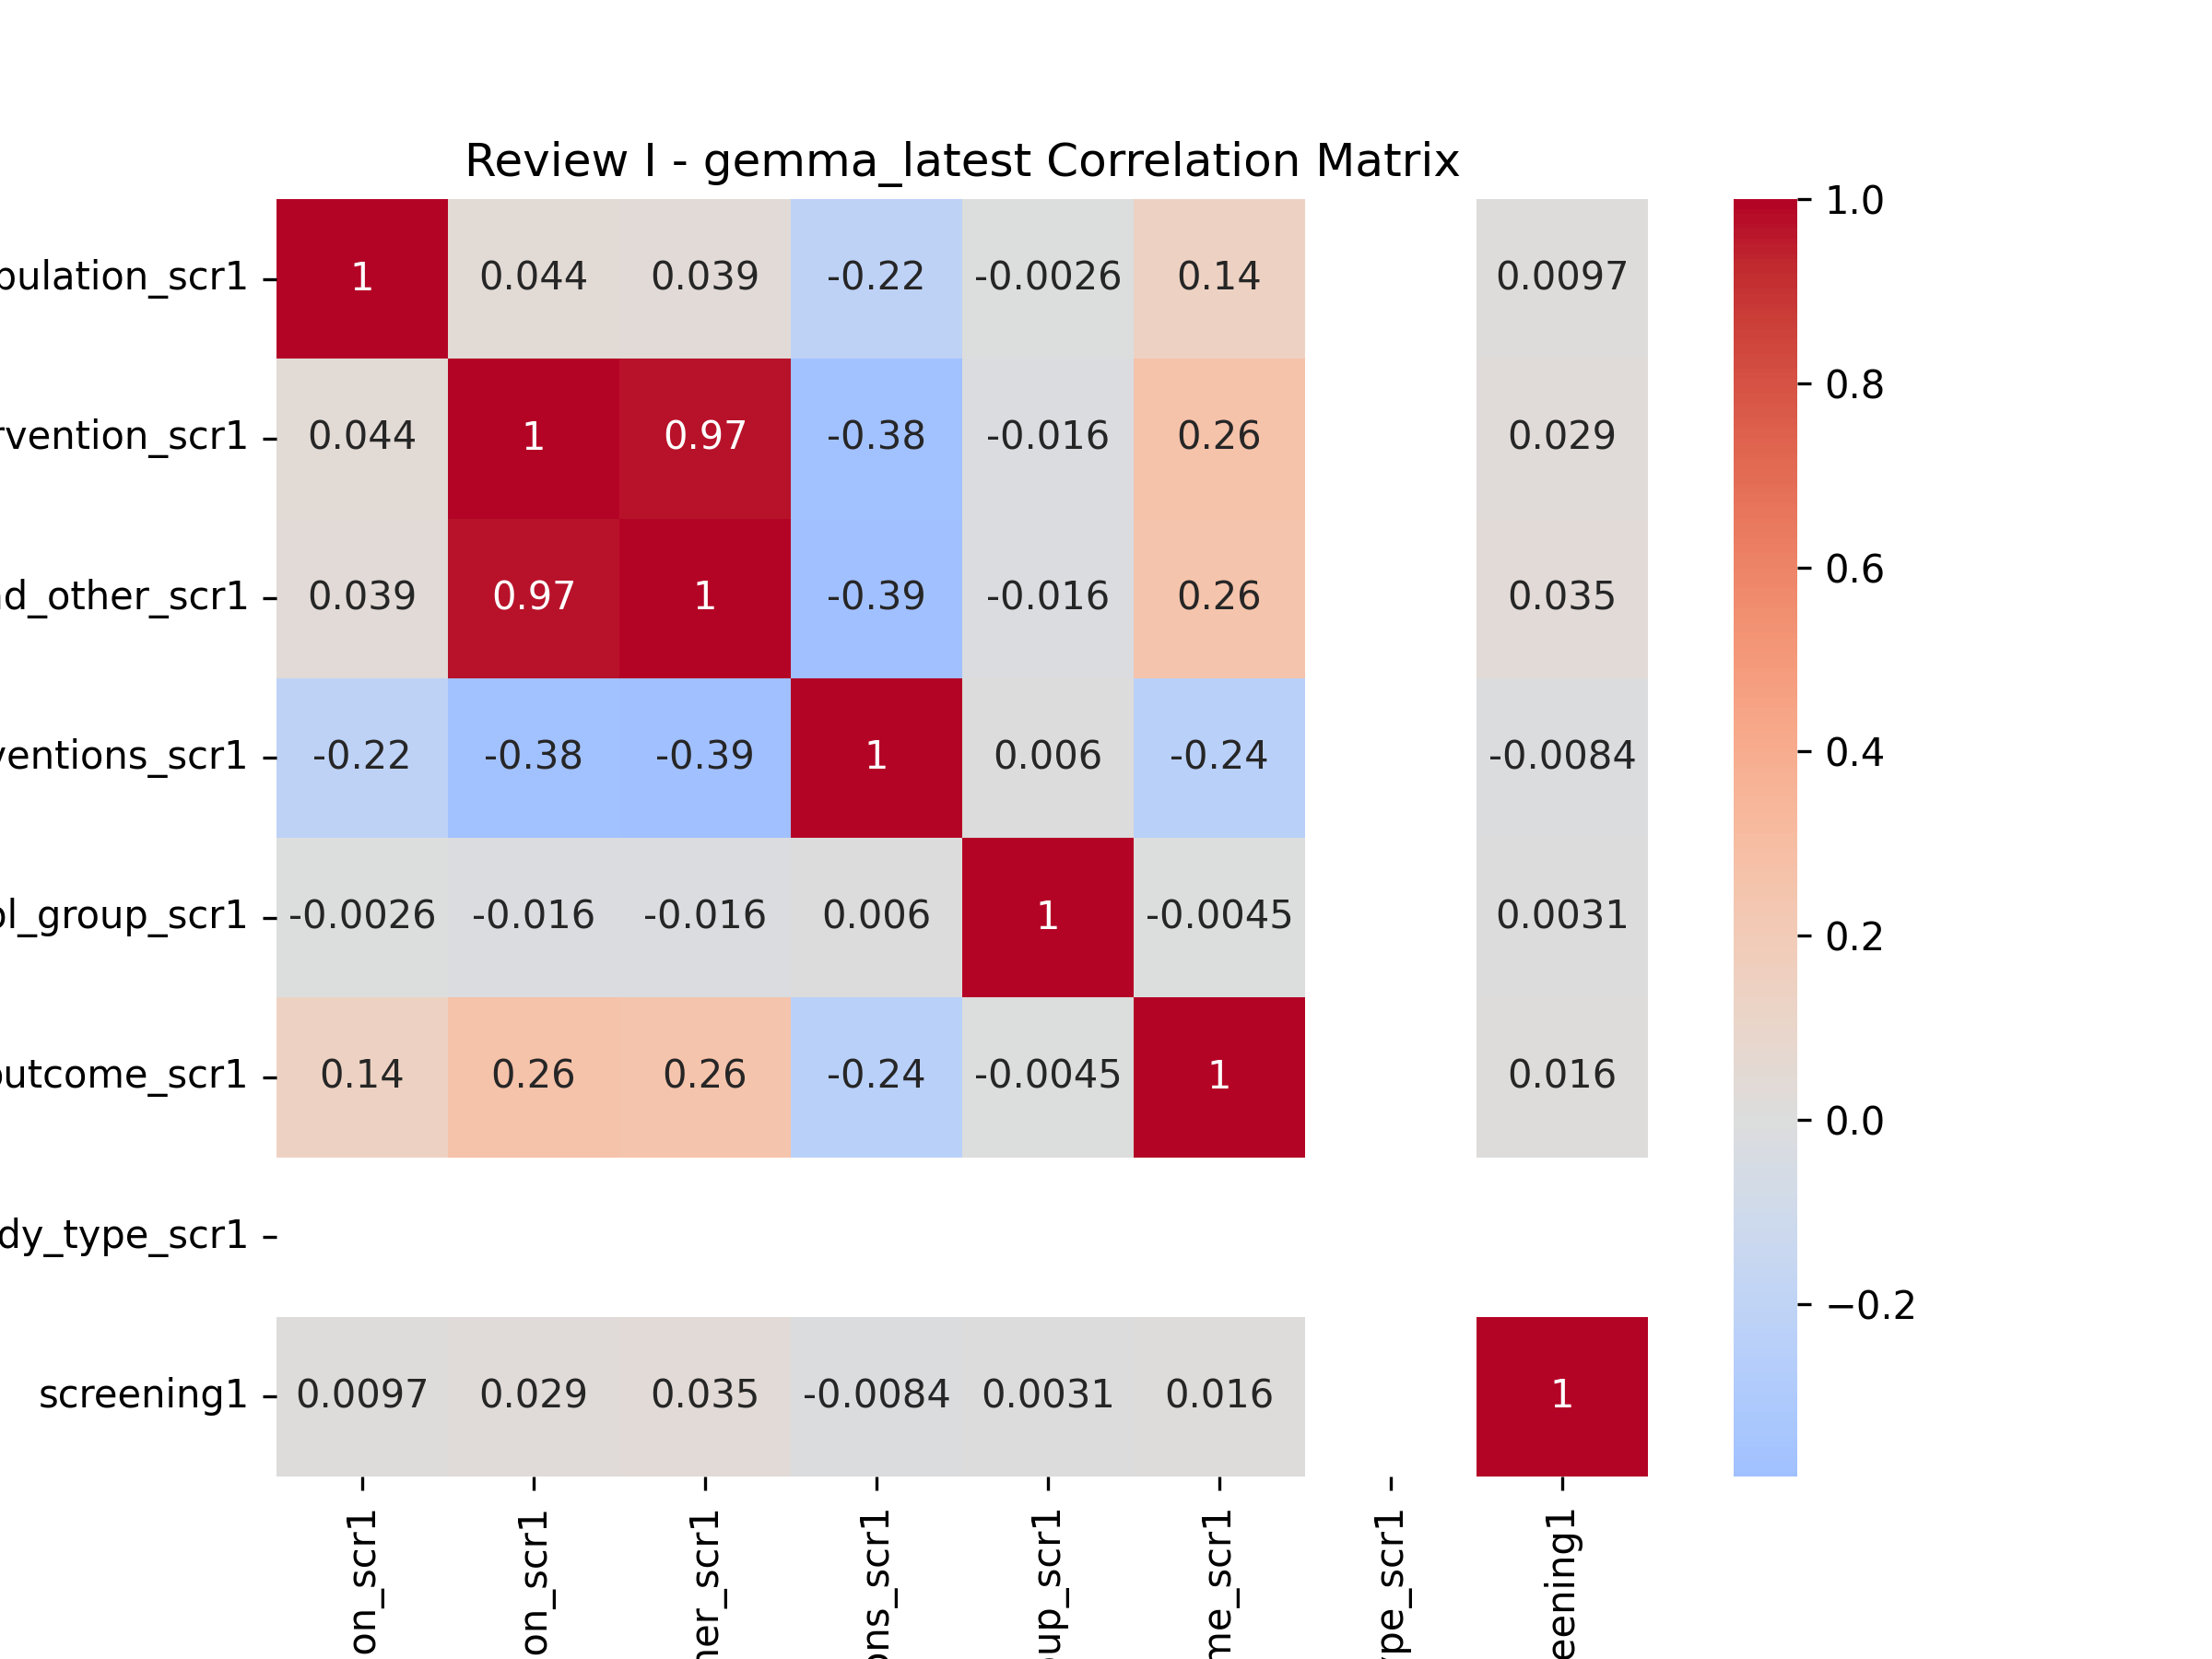 Review I - gemma_latest Correlation Matrix
pulation_scr1 1 0.044 0.039 -0.22 -0.0026 0.14 0.0097
rvention_scr1 0.044 1 0.97 -0.38 -0.016 0.26 0.029
nd_other_scr1 0.039 0.97 1 -0.39 -0.016 0.26 0.035
ventions_scr1 -0.22 -0.38 -0.39 1 0.006 -0.24 -0.0084
ol_group_scr1 -0.0026 -0.016 -0.016 0.006 1 -0.0045 0.0031
outcome_scr1 0.14 0.26 0.26 -0.24 -0.0045 1 0.016
dy_type_scr1
screening1 0.0097 0.029 0.035 -0.0084 0.0031 0.016 1
on_scr1
on_scr1
her_scr1
ons_scr1
oup_scr1
me_scr1
ype_scr1
eening1
1.0
0.8
0.6
0.4
0.2
0.0
−0.2